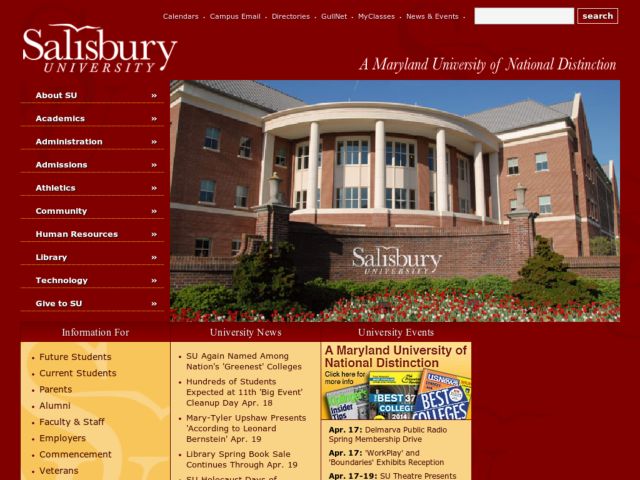 Calendars • Campus Email • Directories • GullNet • MyClasses • News & Events •
search
Salisbury
UNIVERSITY
A Maryland University of National Distinction
About SU »
Academics »
Administration »
Admissions »
Athletics »
Community »
Human Resources »
Library »
Technology »
Give to SU »
Salisbury
UNIVERSITY
Information For
• Future Students
• Current Students
• Parents
• Alumni
• Faculty & Staff
• Employers
• Commencement
• Veterans
University News
• SU Again Named Among
Nation's 'Greenest' Colleges
• Hundreds of Students
Expected at 11th 'Big Event'
Cleanup Day Apr. 18
• Mary-Tyler Upshaw Presents
'According to Leonard
Bernstein' Apr. 19
• Library Spring Book Sale
Continues Through Apr. 19
• SU Holocaust Days of
University Events
A Maryland University of
National Distinction
Click here for
more info
Colleges
Insider
Tips
BEST 37
COLLEGE
2014
USNEWS
BEST
COLLEGES
Apr. 17: Delmarva Public Radio
Spring Membership Drive
Apr. 17: 'WorkPlay' and
'Boundaries' Exhibits Reception
Apr. 17-19: SU Theatre Presents